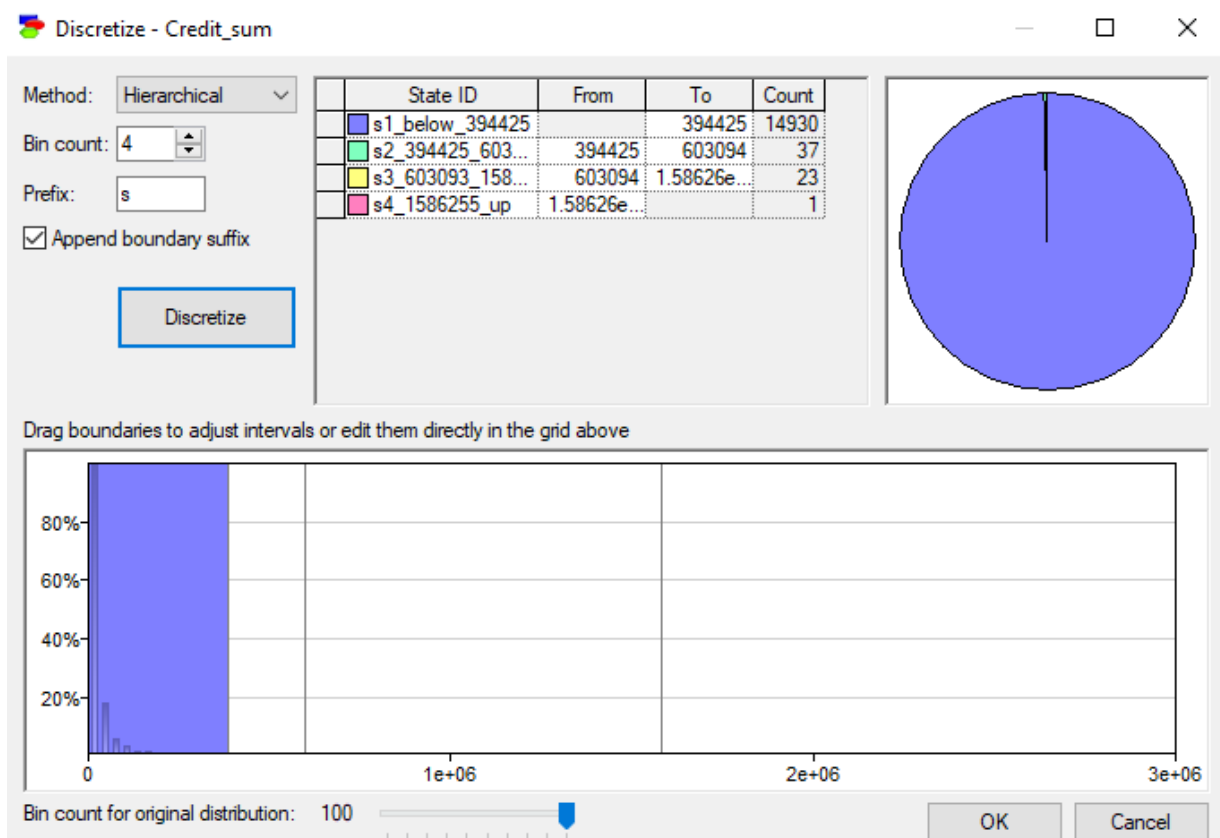 Discretize - Credit_sum
Method: Hierarchical
Bin count: 4
Prefix: s
Append boundary suffix
Discretize
State ID From To Count
s1_below_394425 394425 14930
s2_394425_603... 394425 603094 37
s3_603093_158... 603094 1.58626e... 23
s4_1586255_up 1.58626e... 1
Drag boundaries to adjust intervals or edit them directly in the grid above
80%
60%
40%
20%
0 1e+06 2e+06 3e+06
Bin count for original distribution: 100
OK Cancel